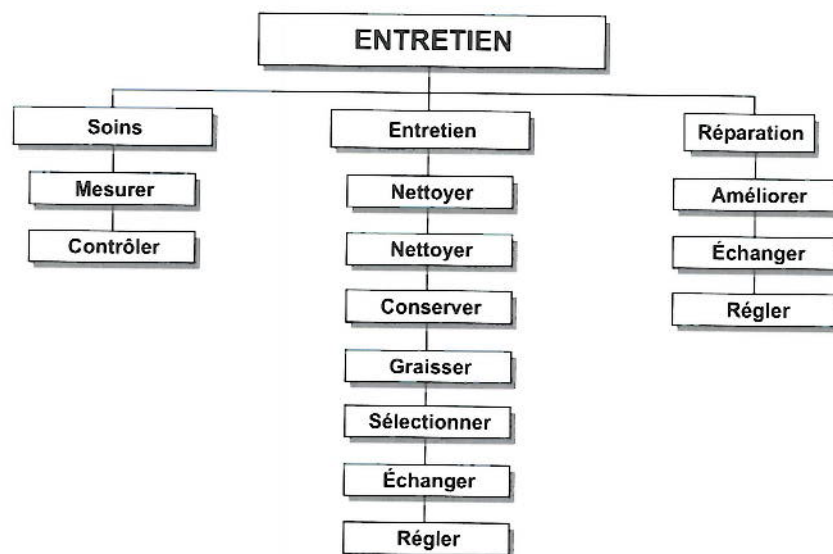 ENTRETIEN
Soins
Mesurer
Contrôler
Entretien
Nettoyer
Nettoyer
Conserver
Graisser
Sélectionner
Échanger
Régler
Réparation
Améliorer
Échanger
Régler